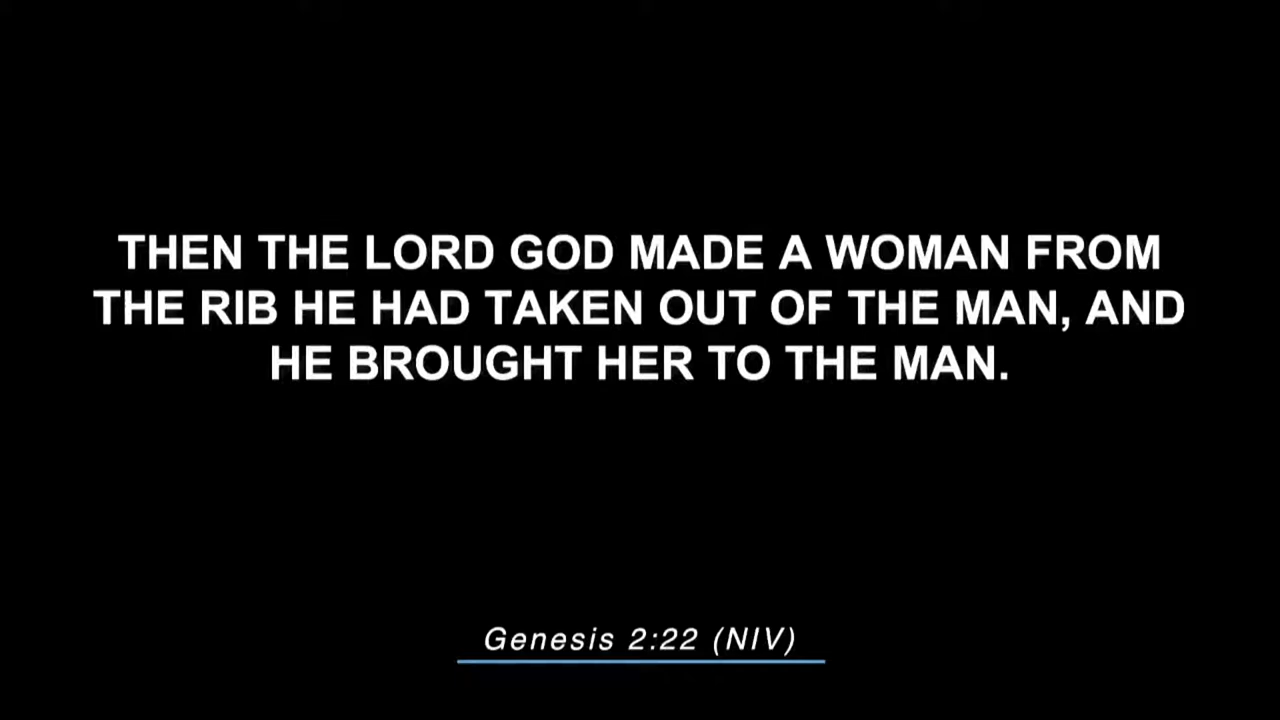 THEN THE LORD GOD MADE A WOMAN FROM
THE RIB HE HAD TAKEN OUT OF THE MAN, AND
HE BROUGHT HER TO THE MAN.
Genesis 2:22 (NIV)